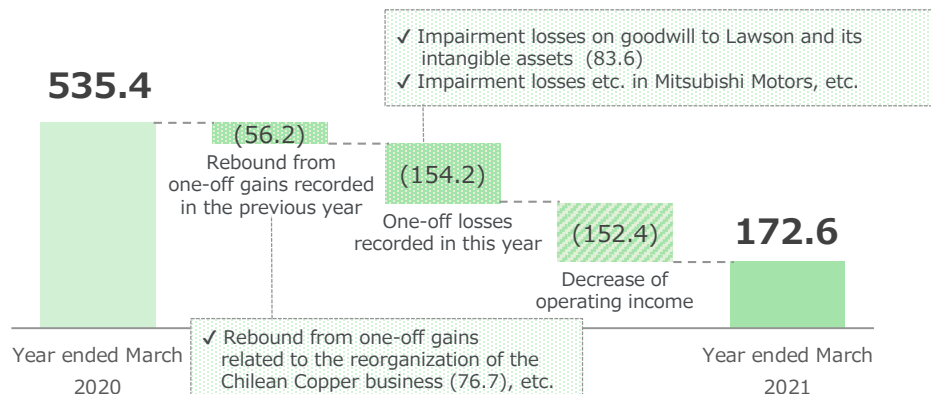 ✓ Impairment losses on goodwill to Lawson and its
intangible assets (83.6)
✓ Impairment losses etc. in Mitsubishi Motors, etc.
535.4
(56.2)
Rebound from
one-off gains recorded
in the previous year
(154.2)
One-off losses
recorded in this year
(152.4)
Decrease of
operating income
172.6
✓ Rebound from one-off gains
related to the reorganization of the
Chilean Copper business (76.7), etc.
Year ended March
2020
Year ended March
2021